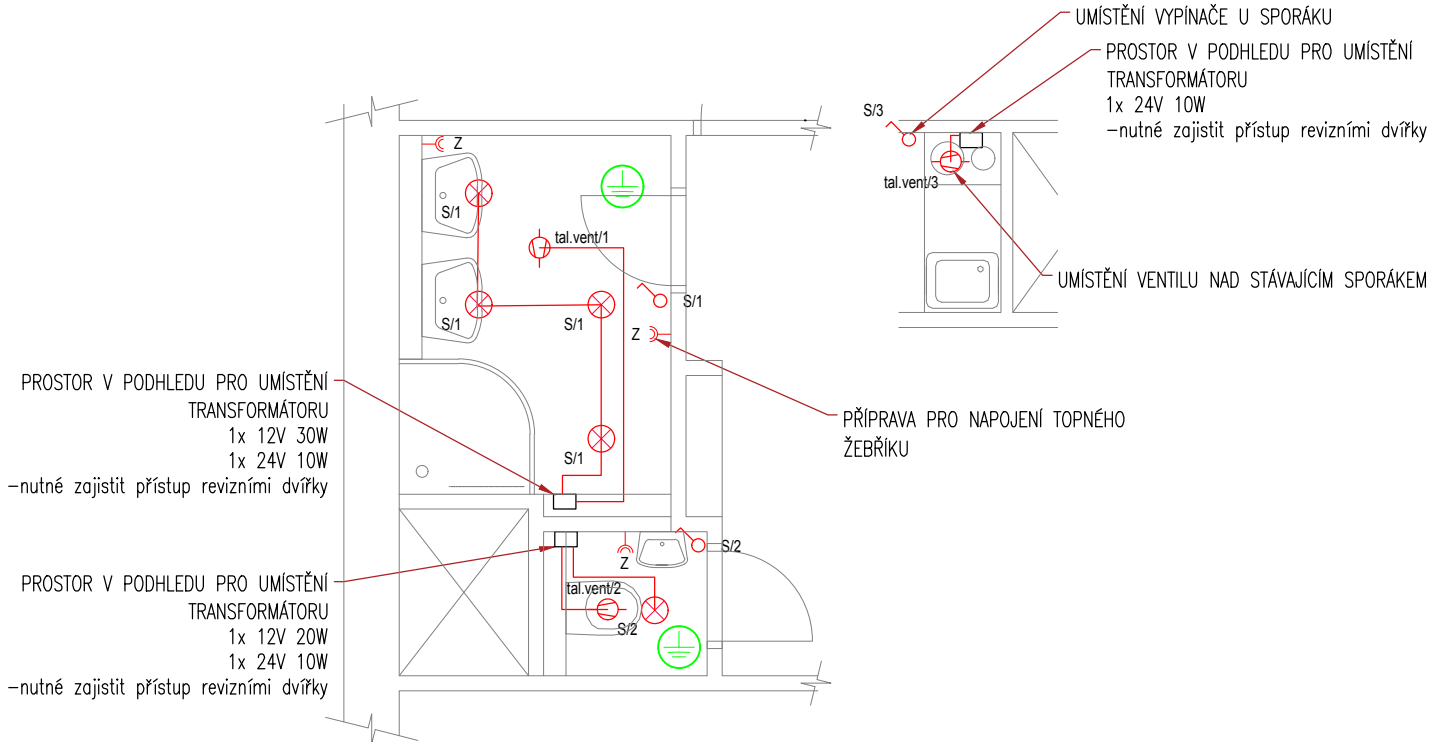 UMÍSTĚNÍ VYPÍNAČE U SPORÁKU
PROSTOR V PODHLEDU PRO UMÍSTĚNÍ
TRANSFORMÁTORU
1x 24V 10W
–nutné zajistit přístup revizními dvířky
S/3
tal.vent/3
UMÍSTĚNÍ VENTILU NAD STÁVAJÍCÍM SPORÁKEM
Z
S/1
tal.vent/1
S/1
S/1
S/1
Z
S/1
PŘÍPRAVA PRO NAPOJENÍ TOPNÉHO
ŽEBŘÍKU
PROSTOR V PODHLEDU PRO UMÍSTĚNÍ
TRANSFORMÁTORU
1x 12V 30W
1x 24V 10W
–nutné zajistit přístup revizními dvířky
S/2
Z
tal.vent/2
S/2
PROSTOR V PODHLEDU PRO UMÍSTĚNÍ
TRANSFORMÁTORU
1x 12V 20W
1x 24V 10W
–nutné zajistit přístup revizními dvířky